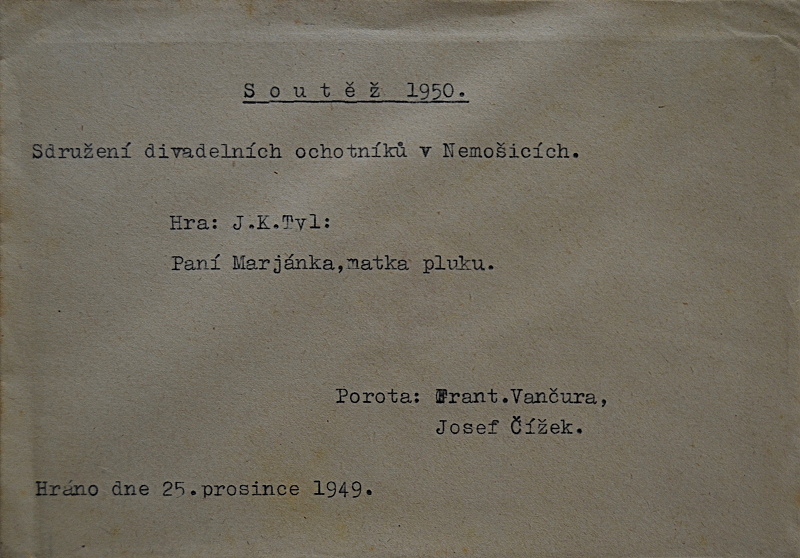 S o u t ě ž 1950.
Sdružení divadelních ochotníků v Nemošicích.
Hra: J.K.Tyl:
Paní Marjánka,matka pluku.
Porota: Frant.Vančura,
Josef Čížek.
Hráno dne 25.prosince 1949.